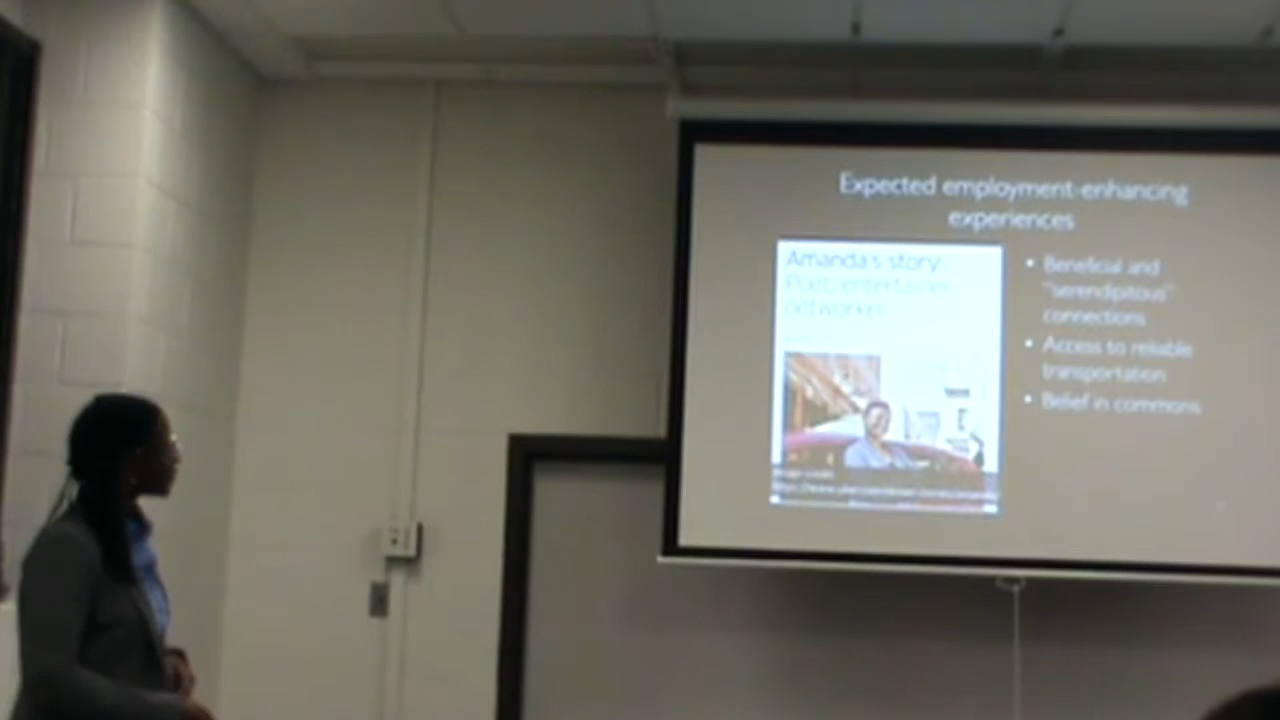 Expected employment-enhancing
experiences
Amanda's story:
Poet, entertainer,
networker
• Beneficial and
"serendipitous"
connections
• Access to reliable
transportation
• Belief in commons